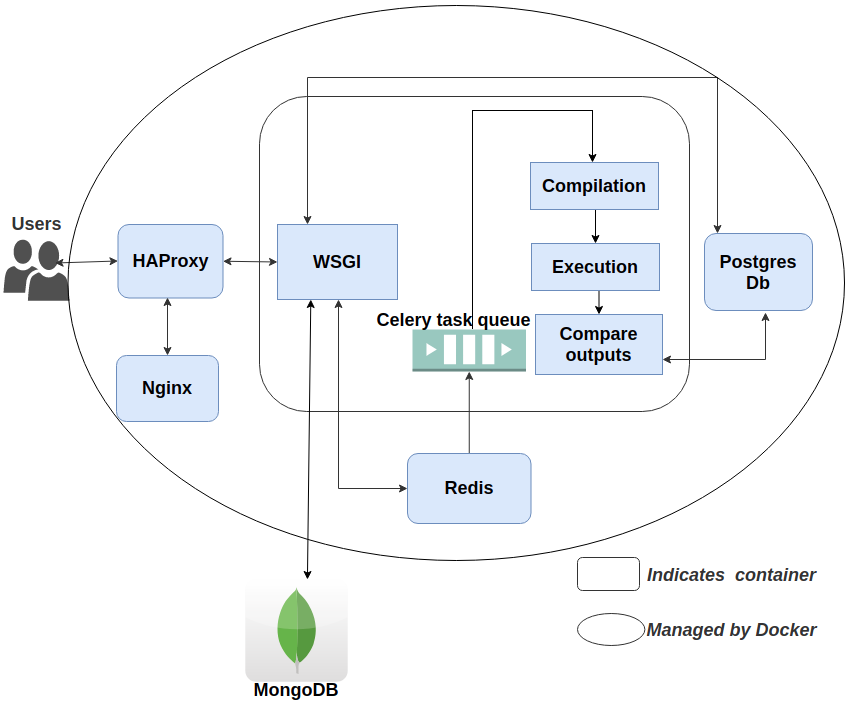 Users
HAProxy
Nginx
WSGI
Compilation
Execution
Celery task queue
Compare
outputs
Postgres
Db
Redis
Indicates  container
Managed by Docker
MongoDB